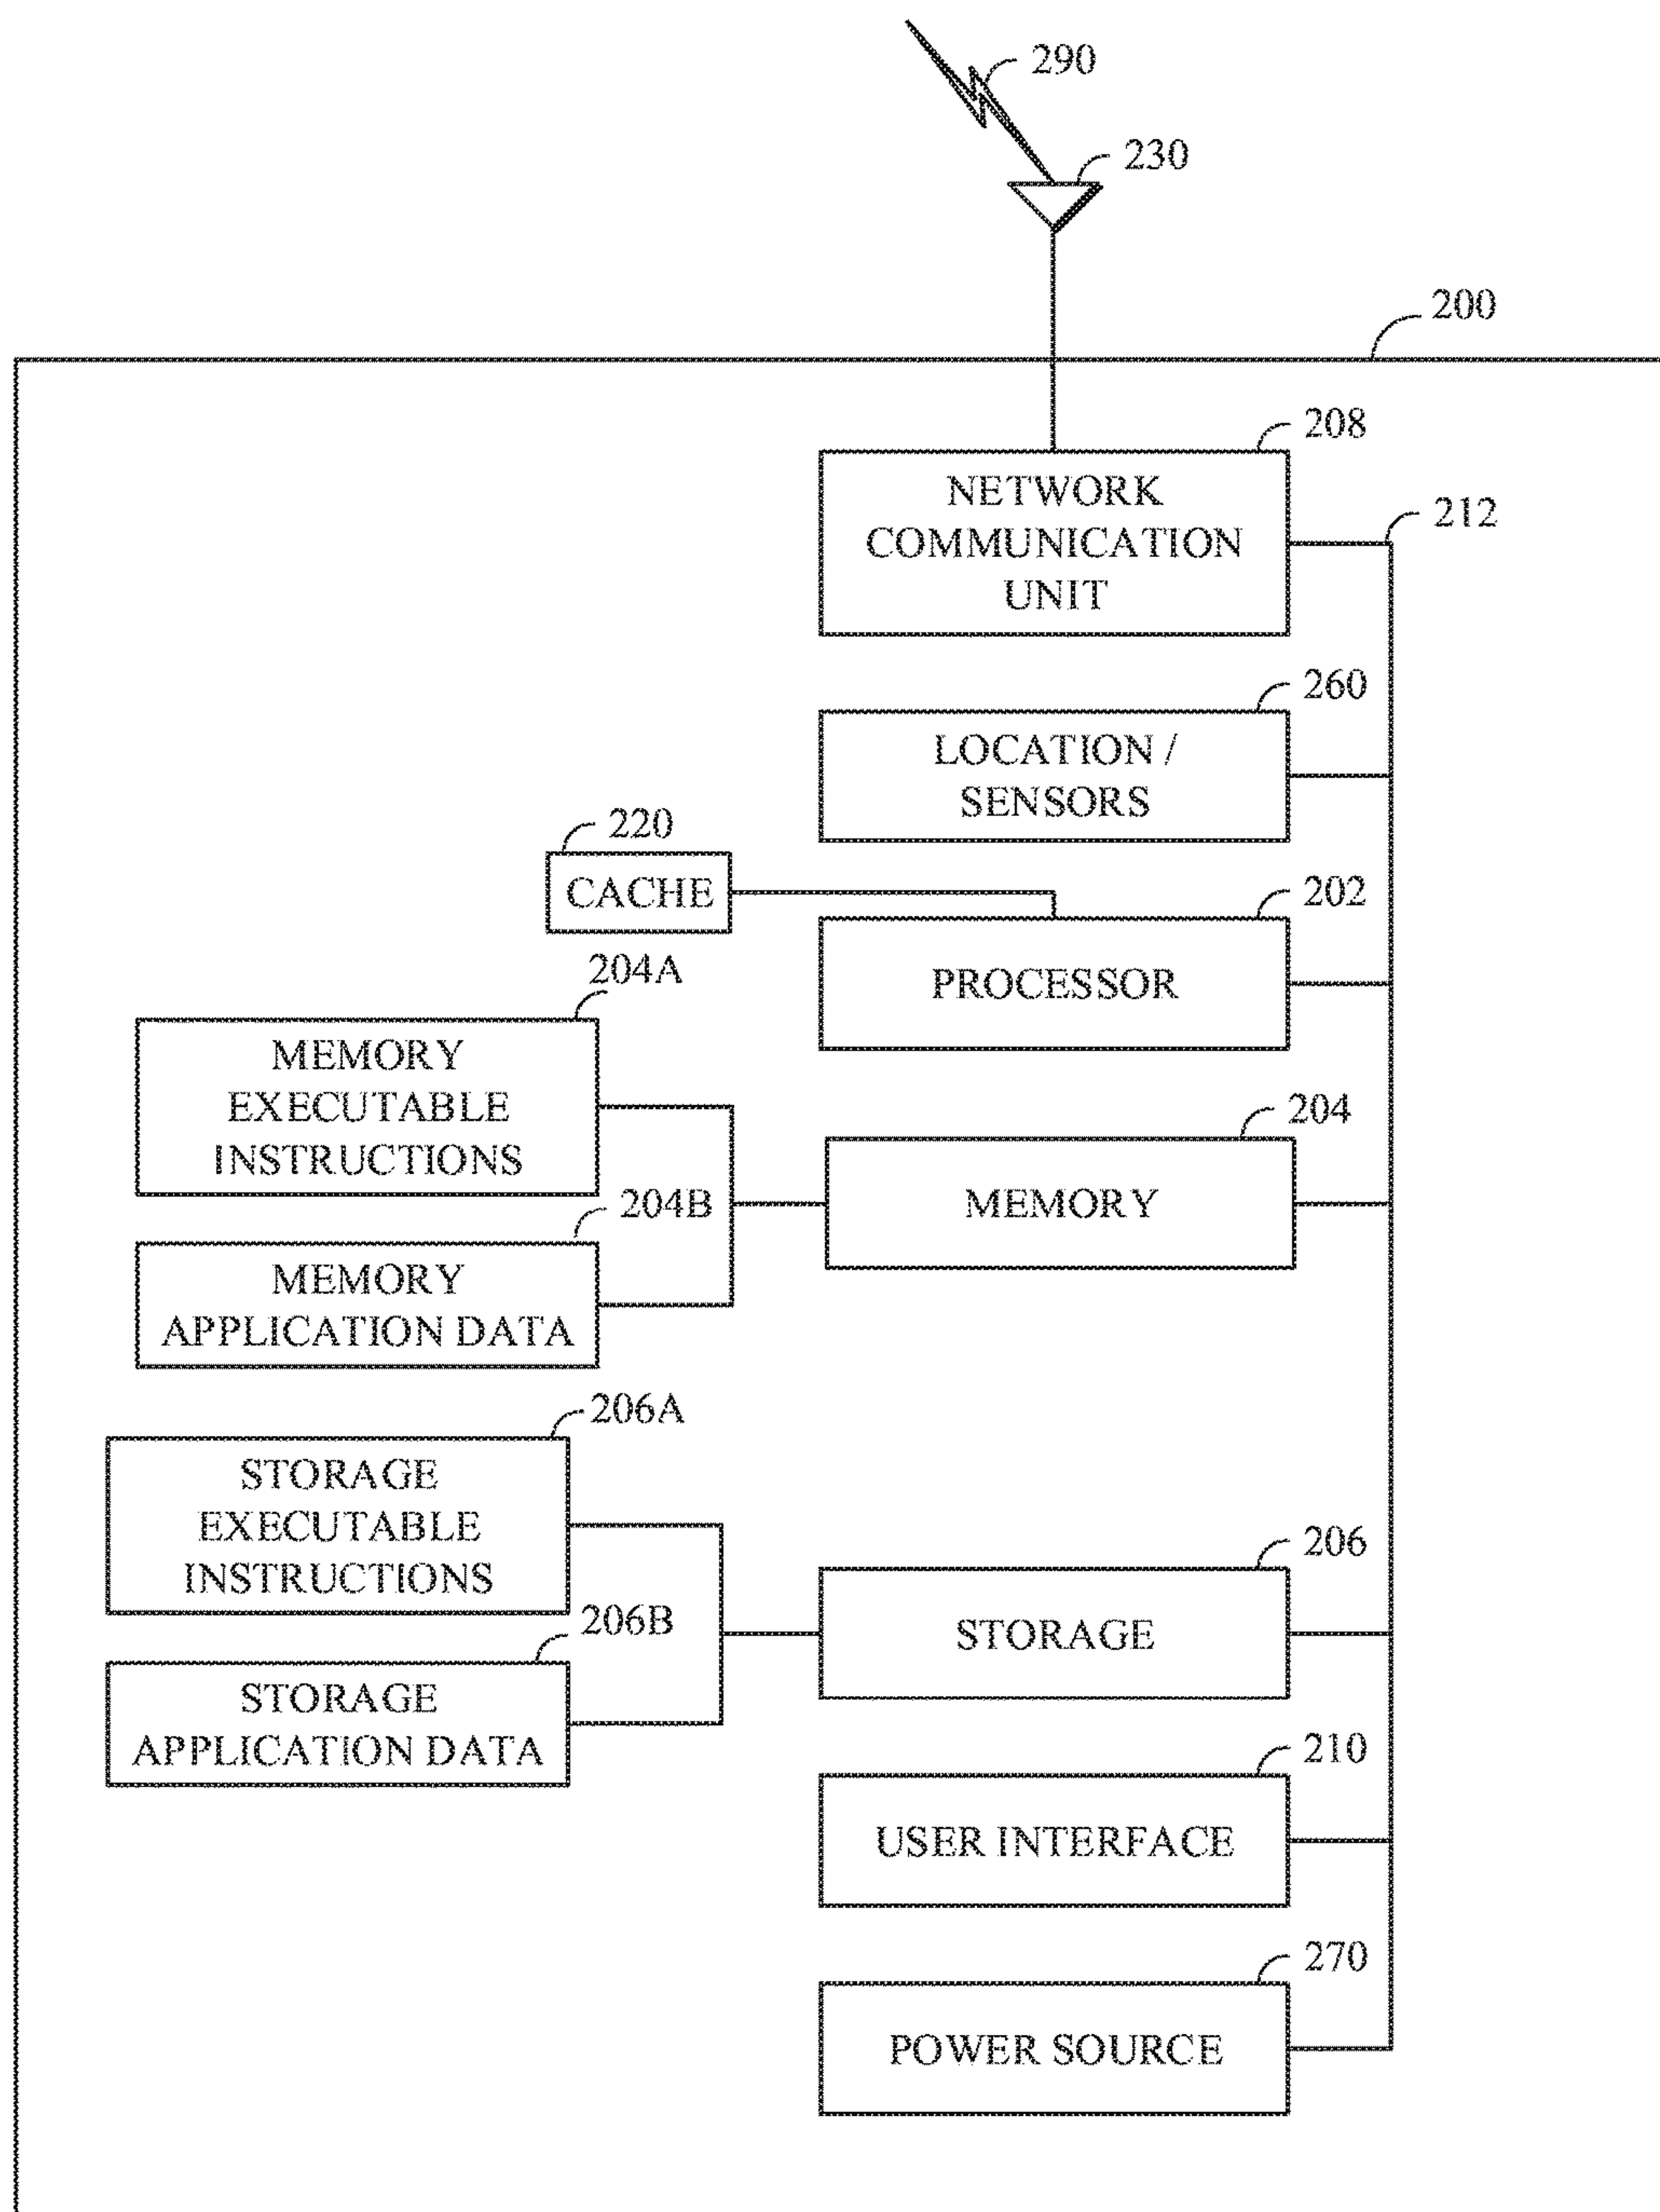 290
230
200
208
NETWORK
COMMUNICATION
UNIT
212
260
LOCATION /
SENSORS
220
CACHE
202
PROCESSOR
204A
MEMORY
EXECUTABLE
INSTRUCTIONS
204
MEMORY
204B
MEMORY
APPLICATION DATA
206A
STORAGE
EXECUTABLE
INSTRUCTIONS
206
STORAGE
206B
STORAGE
APPLICATION DATA
210
USER INTERFACE
270
POWER SOURCE